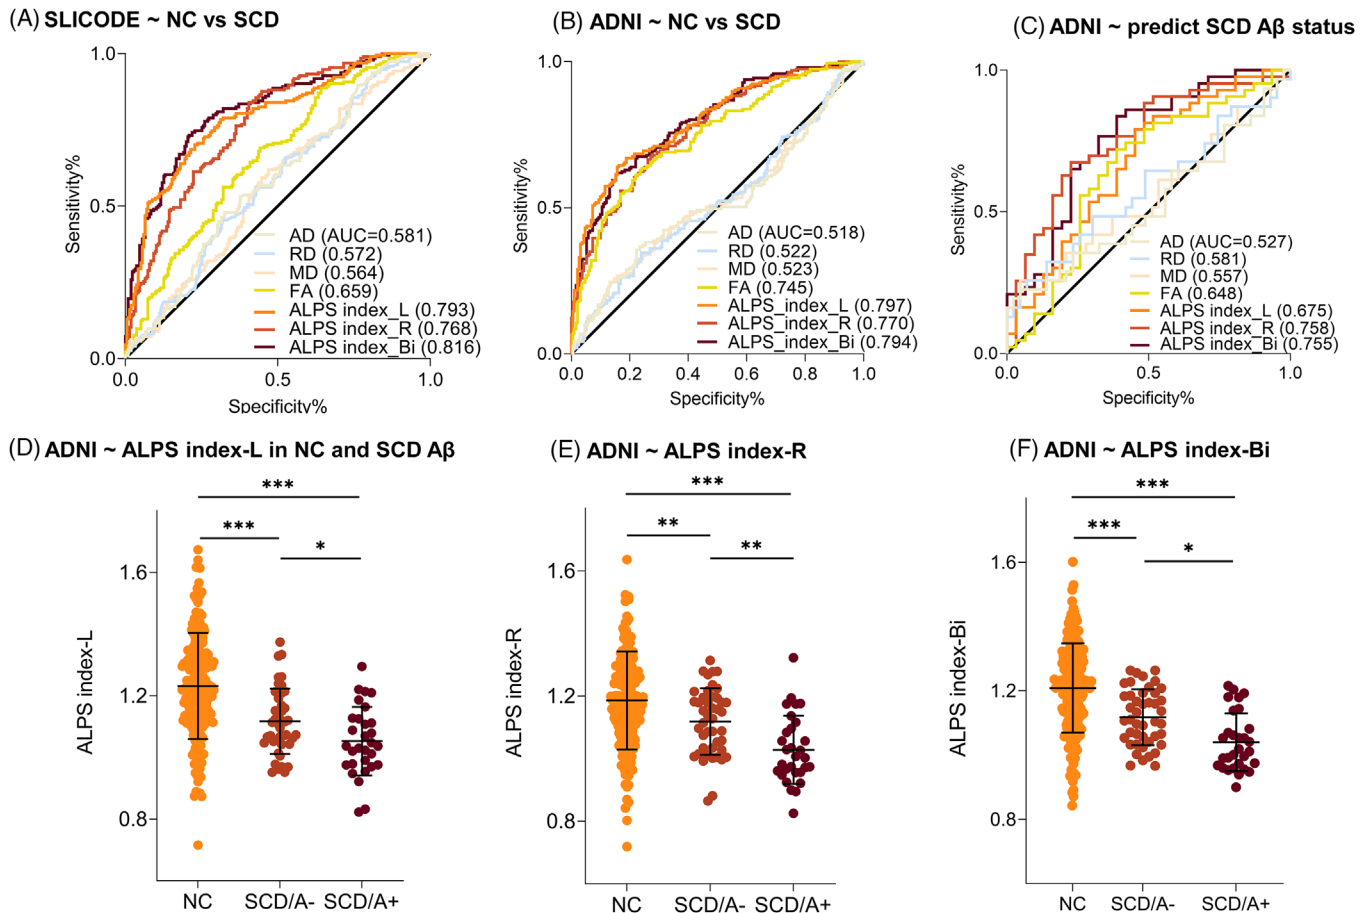 (A) SLICODE ~ NC vs SCD
1.0
0.5
0.0
Sensitivity%
AD (AUC=0.581)
RD (0.572)
MD (0.564)
FA (0.659)
ALPS index_L (0.793)
ALPS index_R (0.768)
ALPS index_Bi (0.816)
0.0 0.5 1.0
Specificity%
(B) ADNI ~ NC vs SCD
1.0
0.5
0.0
Sensitivity%
AD (AUC=0.518)
RD (0.522)
MD (0.523)
FA (0.745)
ALPS_index_L (0.797)
ALPS_index_R (0.770)
ALPS_index_Bi (0.794)
0.0 0.2 0.4 0.6 0.8 1.0
Specificity%
(C) ADNI ~ predict SCD Aβ status
1.0
0.5
0.0
Sensitivity%
AD (AUC=0.527)
RD (0.581)
MD (0.557)
FA (0.648)
ALPS index_L (0.675)
ALPS index_R (0.758)
ALPS index_Bi (0.755)
0.0 0.5 1.0
Specificity%
(D) ADNI ~ ALPS index-L in NC and SCD Aβ
***
***
*
1.6
1.2
0.8
ALPS index-L
NC SCD/A- SCD/A+
(E) ADNI ~ ALPS index-R
***
**
**
1.6
1.2
0.8
ALPS index-R
NC SCD/A- SCD/A+
(F) ADNI ~ ALPS index-Bi
***
***
*
1.6
1.2
0.8
ALPS index-Bi
NC SCD/A- SCD/A+